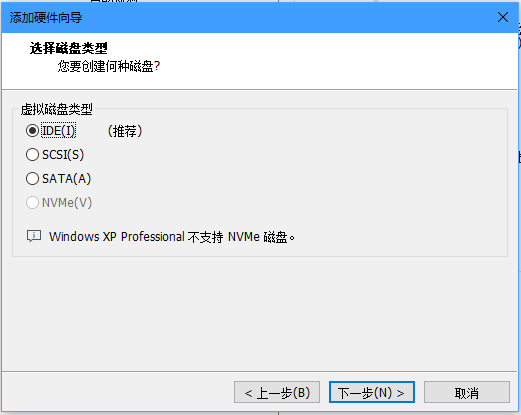 添加硬件向导
选择磁盘类型
您要创建何种磁盘?
虚拟磁盘类型
IDE(I) (推荐)
SCSI(S)
SATA(A)
NVMe(V)
Windows XP Professional 不支持 NVMe 磁盘。
< 上一步(B) 下一步(N) > 取消